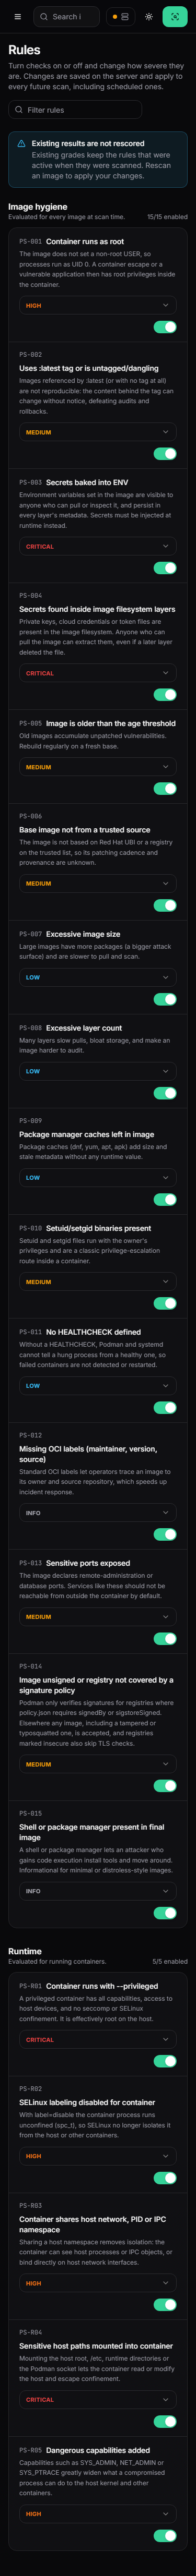 Search i
Rules
Turn checks on or off and change how severe they
are. Changes are saved on the server and apply to
every future scan, including scheduled ones.
Filter rules
Existing results are not rescored
Existing grades keep the rules that were
active when they were scanned. Rescan
an image to apply your changes.
Image hygiene
Evaluated for every image at scan time.
15/15 enabled
PS-001 Container runs as root
The image does not set a non-root USER, so
processes run as UID 0. A container escape or a
vulnerable application then has root privileges inside
the container.
HIGH
PS-002
Uses :latest tag or is untagged/dangling
Images referenced by :latest (or with no tag at all)
are not reproducible: the content behind the tag can
change without notice, defeating audits and
rollbacks.
MEDIUM
PS-003 Secrets baked into ENV
Environment variables set in the image are visible to
anyone who can pull or inspect it, and persist in
every layer's metadata. Secrets must be injected at
runtime instead.
CRITICAL
PS-004
Secrets found inside image filesystem layers
Private keys, cloud credentials or token files are
present in the image filesystem. Anyone who can
pull the image can extract them, even if a later layer
deleted the file.
CRITICAL
PS-005 Image is older than the age threshold
Old images accumulate unpatched vulnerabilities.
Rebuild regularly on a fresh base.
MEDIUM
PS-006
Base image not from a trusted source
The image is not based on Red Hat UBI or a registry
on the trusted list, so its patching cadence and
provenance are unknown.
MEDIUM
PS-007 Excessive image size
Large images have more packages (a bigger attack
surface) and are slower to pull and scan.
LOW
PS-008 Excessive layer count
Many layers slow pulls, bloat storage, and make an
image harder to audit.
LOW
PS-009
Package manager caches left in image
Package caches (dnf, yum, apt, apk) add size and
stale metadata without any runtime value.
LOW
PS-010 Setuid/setgid binaries present
Setuid and setgid files run with the owner's
privileges and are a classic privilege-escalation
route inside a container.
MEDIUM
PS-011 No HEALTHCHECK defined
Without a HEALTHCHECK, Podman and systemd
cannot tell a hung process from a healthy one, so
failed containers are not detected or restarted.
LOW
PS-012
Missing OCI labels (maintainer, version,
source)
Standard OCI labels let operators trace an image to
its owner and source repository, which speeds up
incident response.
INFO
PS-013 Sensitive ports exposed
The image declares remote-administration or
database ports. Services like these should not be
reachable from outside the container by default.
MEDIUM
PS-014
Image unsigned or registry not covered by a
signature policy
Podman only verifies signatures for registries where
policy.json requires signedBy or sigstoreSigned.
Elsewhere any image, including a tampered or
typosquatted one, is accepted, and registries
marked insecure also skip TLS checks.
MEDIUM
PS-015
Shell or package manager present in final
image
A shell or package manager lets an attacker who
gains code execution install tools and move around.
Informational for minimal or distroless-style images.
INFO
Runtime
Evaluated for running containers.
5/5 enabled
PS-R01 Container runs with --privileged
A privileged container has all capabilities, access to
host devices, and no seccomp or SELinux
confinement. It is effectively root on the host.
CRITICAL
PS-R02
SELinux labeling disabled for container
With label=disable the container process runs
unconfined (spc_t), so SELinux no longer isolates it
from the host or other containers.
HIGH
PS-R03
Container shares host network, PID or IPC
namespace
Sharing a host namespace removes isolation: the
container can see host processes or IPC objects, or
bind directly on host network interfaces.
HIGH
PS-R04
Sensitive host paths mounted into container
Mounting the host root, /etc, runtime directories or
the Podman socket lets the container read or modify
the host and escape confinement.
CRITICAL
PS-R05 Dangerous capabilities added
Capabilities such as SYS_ADMIN, NET_ADMIN or
SYS_PTRACE greatly widen what a compromised
process can do to the host kernel and other
containers.
HIGH